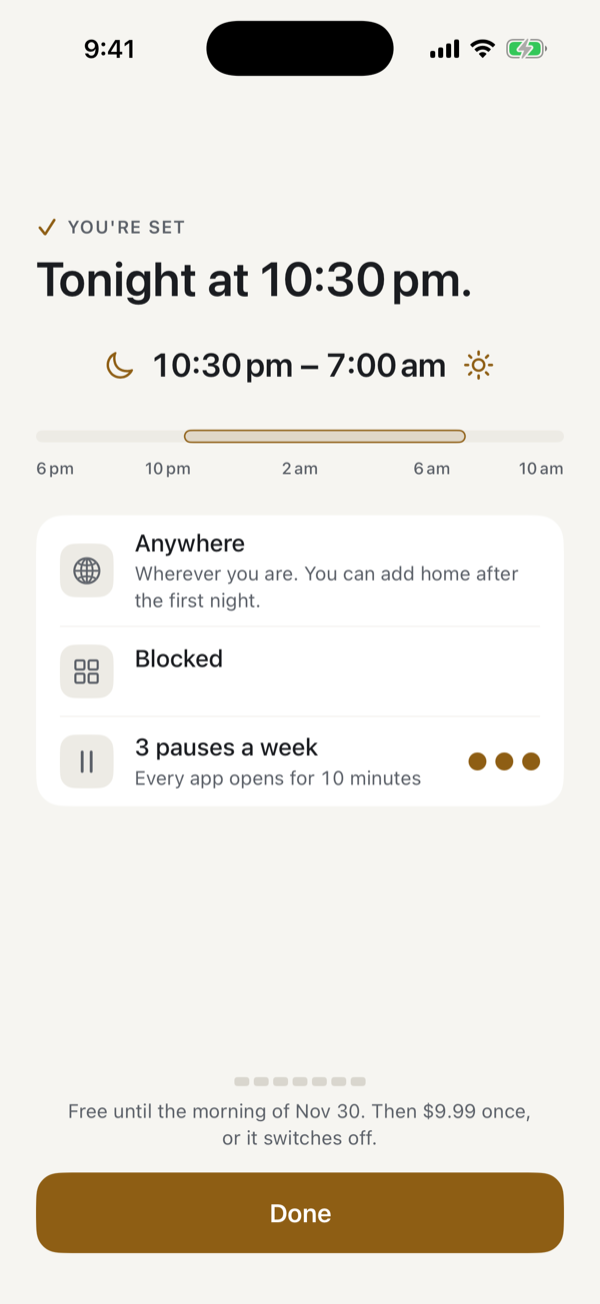 9:41
YOU'RE SET
Tonight at 10:30 pm.
10:30 pm – 7:00 am
6 pm 10 pm 2 am 6 am 10 am
Anywhere
Wherever you are. You can add home after
the first night.
Blocked
3 pauses a week
Every app opens for 10 minutes
Free until the morning of Nov 30. Then $9.99 once,
or it switches off.
Done